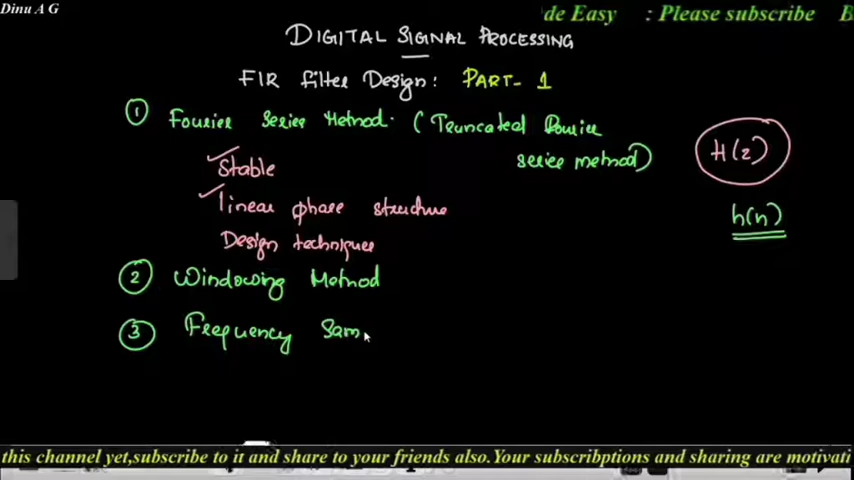 Dinu A G
de Easy : Please subscribe B
DIGITAL SIGNAL PROCESSING
FIR filter Design: PART- 1
① Fourier series Method. (Truncated Fourier
series method)
H(z)
Stable
linear phase structure
h(n)
Design techniques
② Windowing Method
③ Frequency Sam
this channel yet,subscribe to it and share to your friends also.Your subscribptions and sharing are motivati